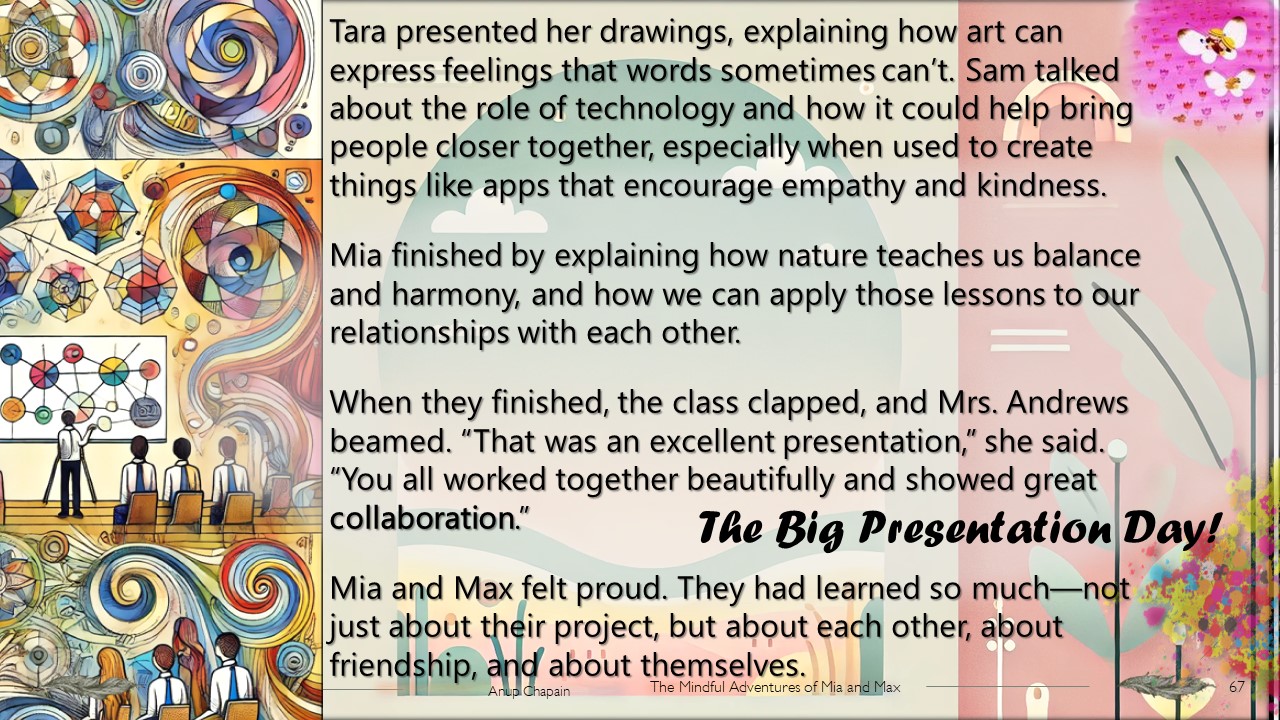 Tara presented her drawings, explaining how art can
express feelings that words sometimes can’t. Sam talked
about the role of technology and how it could help bring
people closer together, especially when used to create
things like apps that encourage empathy and kindness.
Mia finished by explaining how nature teaches us balance
and harmony, and how we can apply those lessons to our
relationships with each other.
When they finished, the class clapped, and Mrs. Andrews
beamed. “That was an excellent presentation,” she said.
“You all worked together beautifully and showed great
collaboration.”
The Big Presentation Day!
Mia and Max felt proud. They had learned so much—not
just about their project, but about each other, about
friendship, and about themselves.
Anup Chapain
The Mindful Adventures of Mia and Max
67